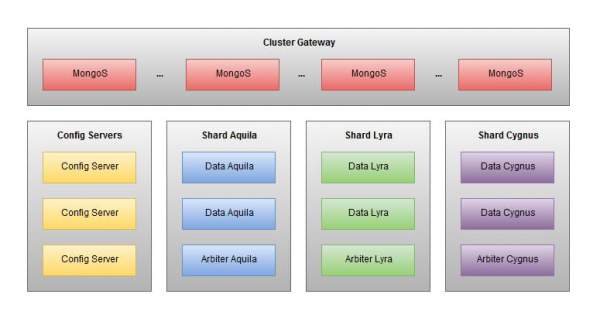 Cluster Gateway
MongoS ... MongoS ... MongoS ... MongoS
Config Servers
Config Server
Config Server
Config Server
Shard Aquila
Data Aquila
Data Aquila
Arbiter Aquila
Shard Lyra
Data Lyra
Data Lyra
Arbiter Lyra
Shard Cygnus
Data Cygnus
Data Cygnus
Arbiter Cygnus